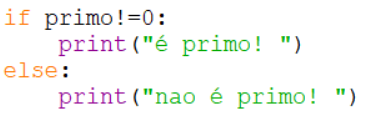 if primo!=0:
    print("é primo! ")
else:
    print("nao é primo! ")